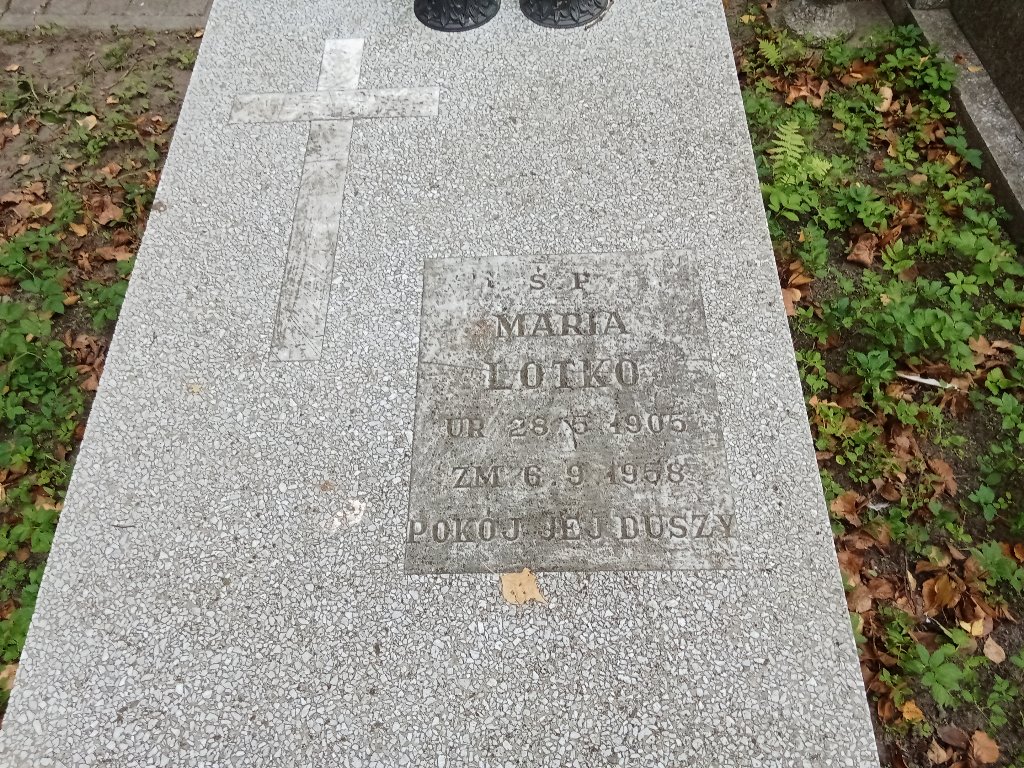 Ś P
MARIA
LOTKO
UR 28 5 1905
ZM 6.9 1958
POKÓJ JEJ DUSZY